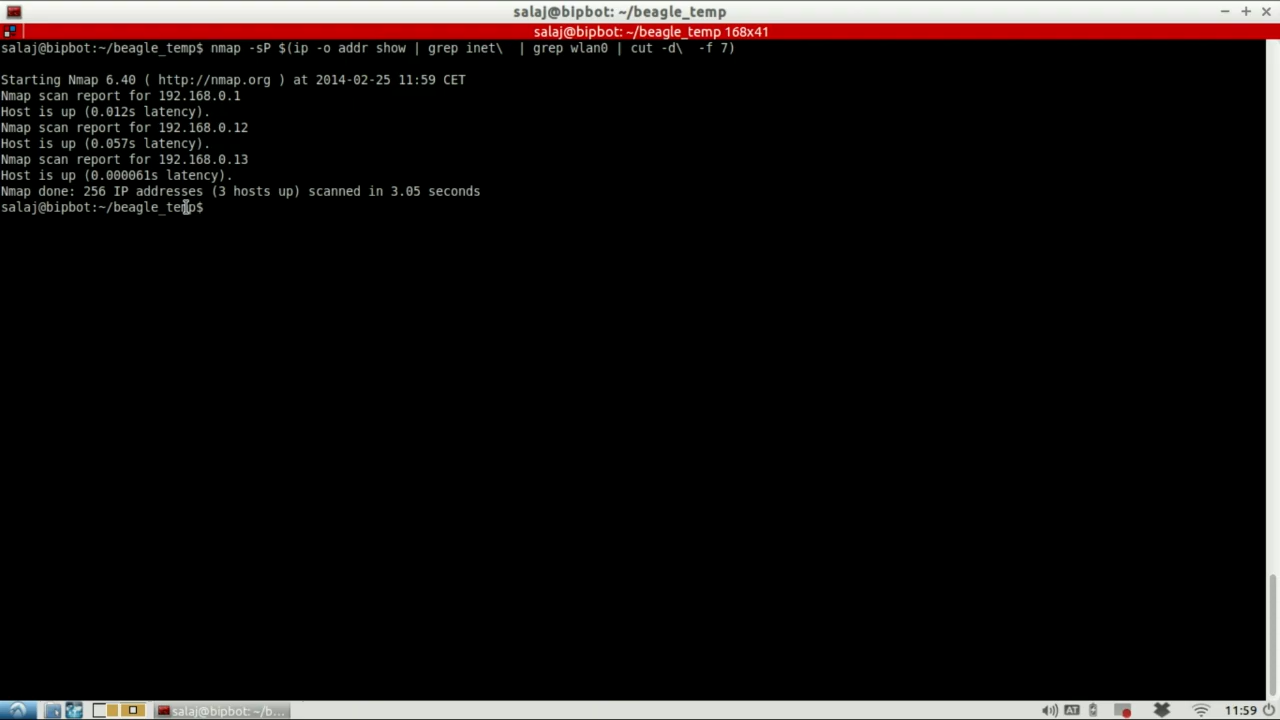 salaj@bipbot: ~/beagle_temp
salaj@bipbot: ~/beagle_temp 168x41
salaj@bipbot:~/beagle_temp$ nmap -sP $(ip -o addr show | grep inet\  | grep wlan0 | cut -d\  -f 7)
Starting Nmap 6.40 ( http://nmap.org ) at 2014-02-25 11:59 CET
Nmap scan report for 192.168.0.1
Host is up (0.012s latency).
Nmap scan report for 192.168.0.12
Host is up (0.057s latency).
Nmap scan report for 192.168.0.13
Host is up (0.000061s latency).
Nmap done: 256 IP addresses (3 hosts up) scanned in 3.05 seconds
salaj@bipbot:~/beagle_temp$
salaj@bipbot: ~/b...
AT
11:59